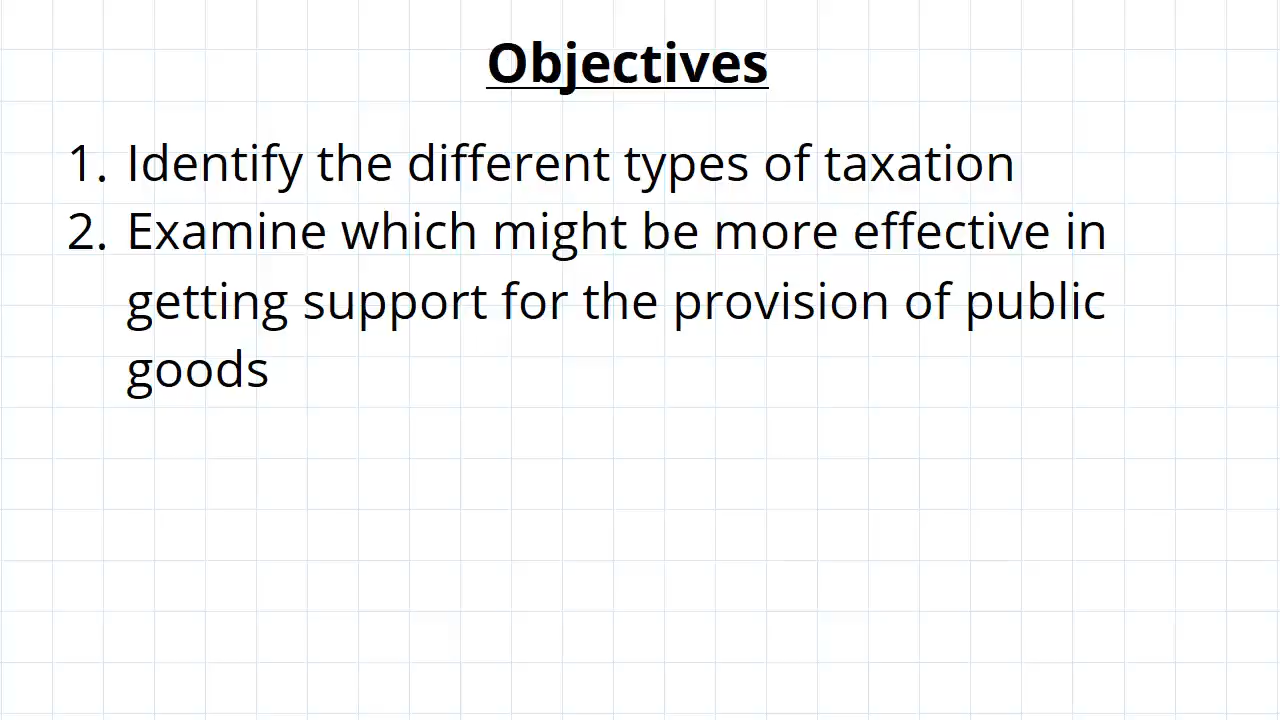 Objectives
1. Identify the different types of taxation
2. Examine which might be more effective in
getting support for the provision of public
goods